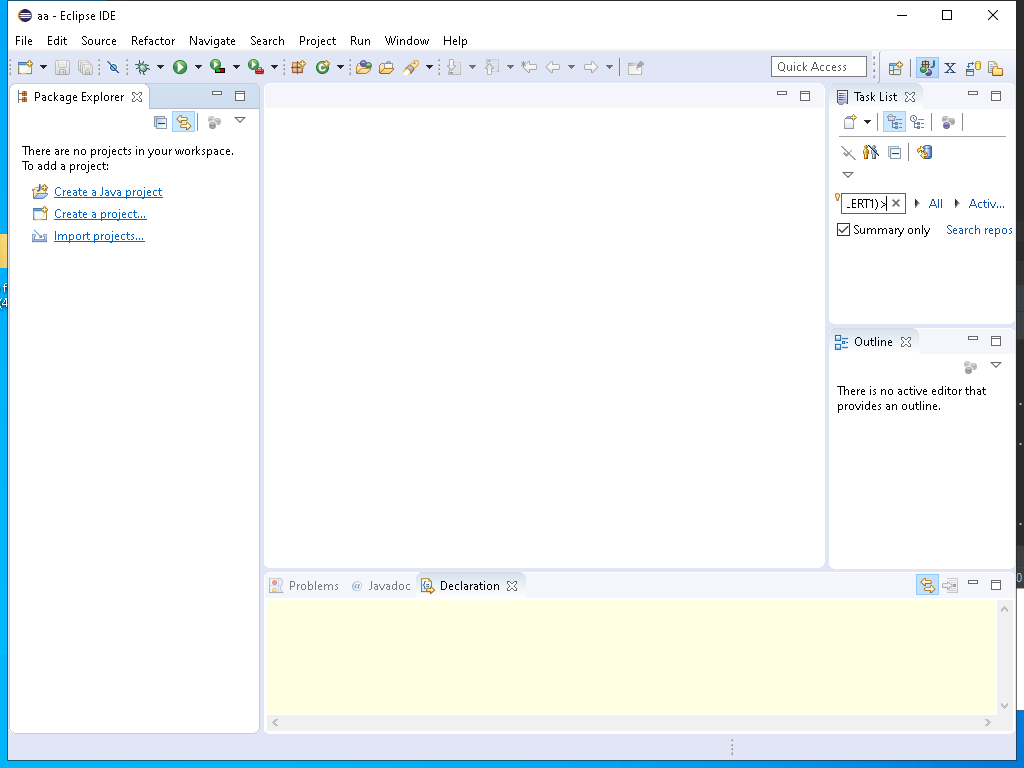 aa - Eclipse IDE
File Edit Source Refactor Navigate Search Project Run Window Help
Quick Access
Package Explorer
There are no projects in your workspace.
To add a project:
Create a Java project
Create a project...
Import projects...
Task List
.ERT1)> All Activ...
Summary only Search repos
Outline
There is no active editor that
provides an outline.
Problems @ Javadoc Declaration